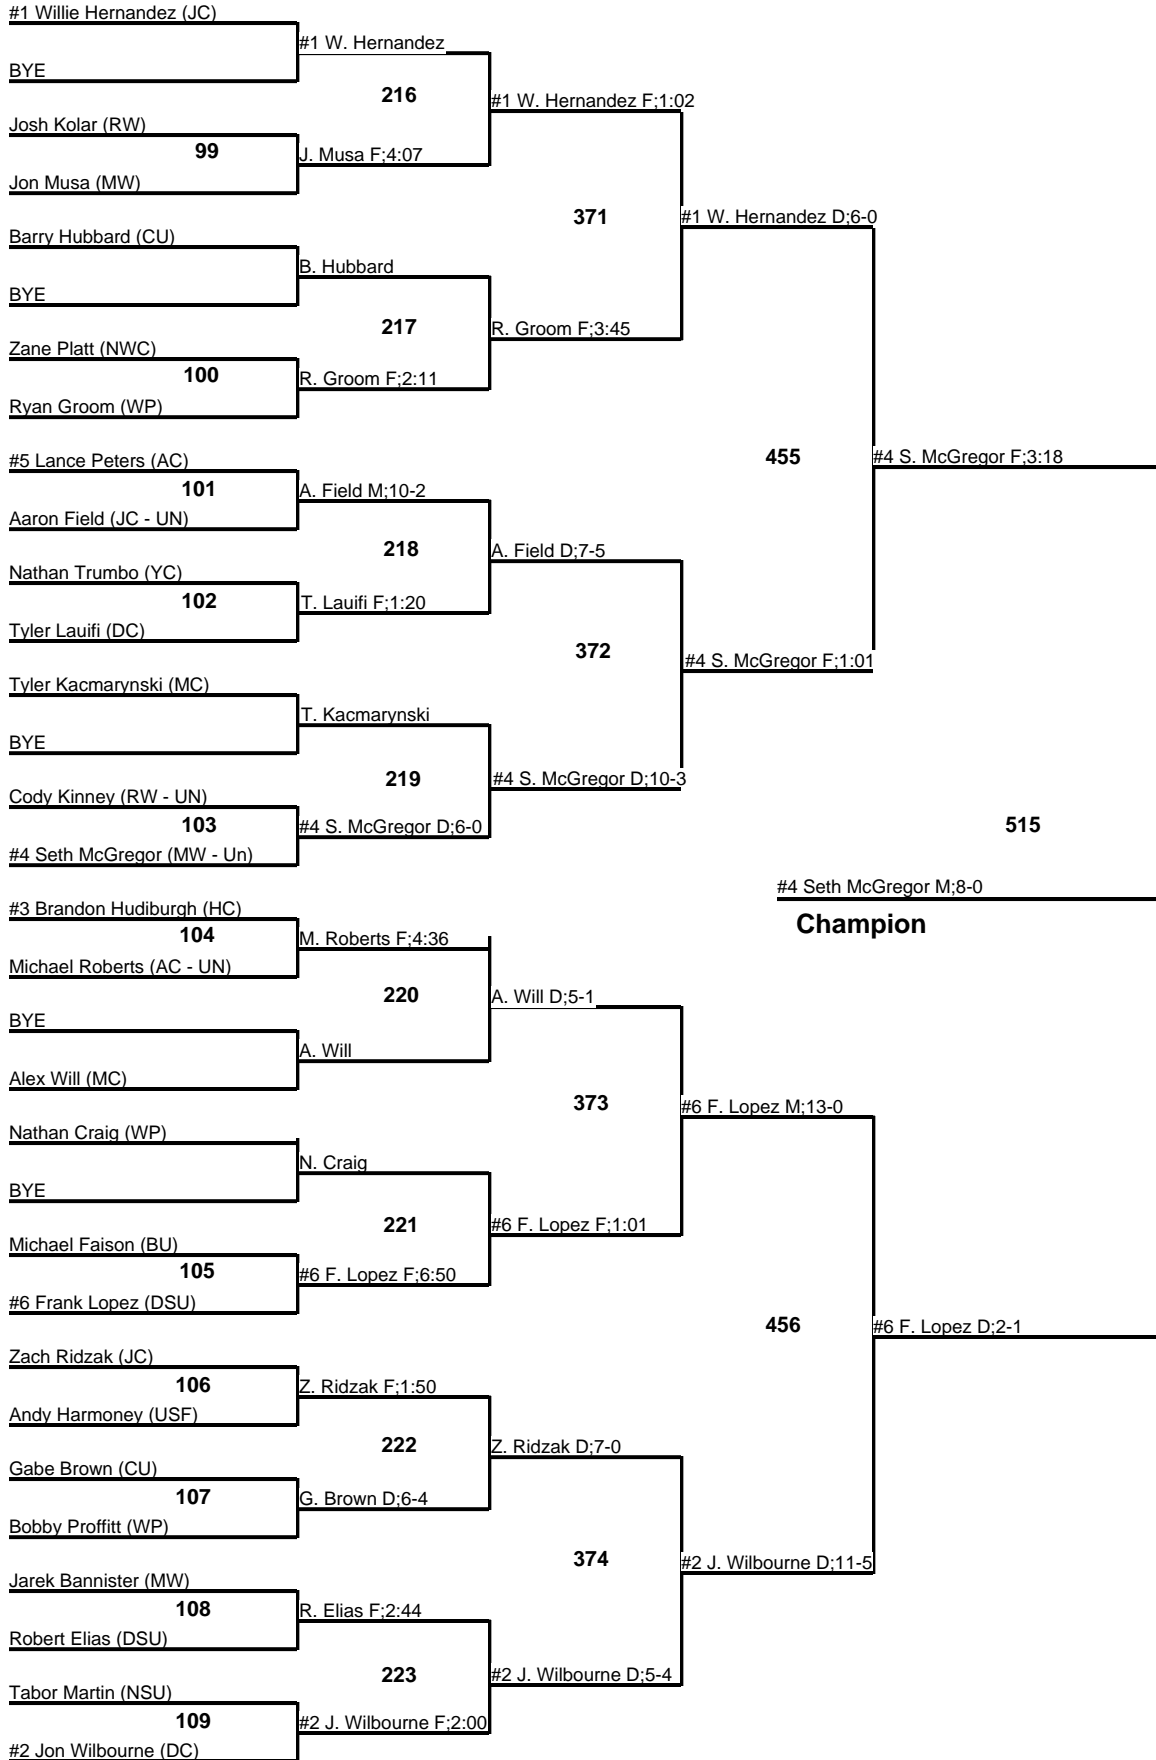 #1 Willie Hernandez (JC)
#1 W. Hernandez
BYE
216
#1 W. Hernandez F;1:02
Josh Kolar (RW)
99
J. Musa F;4:07
Jon Musa (MW)
371
#1 W. Hernandez D;6-0
Barry Hubbard (CU)
B. Hubbard
BYE
217
R. Groom F;3:45
Zane Platt (NWC)
100
R. Groom F;2:11
Ryan Groom (WP)
455
#4 S. McGregor F;3:18
#5 Lance Peters (AC)
101
A. Field M;10-2
Aaron Field (JC - UN)
218
A. Field D;7-5
Nathan Trumbo (YC)
102
T. Lauifi F;1:20
Tyler Lauifi (DC)
372
#4 S. McGregor F;1:01
Tyler Kacmarynski (MC)
T. Kacmarynski
BYE
219
#4 S. McGregor D;10-3
Cody Kinney (RW - UN)
103
#4 S. McGregor D;6-0
515
#4 Seth McGregor (MW - Un)
#4 Seth McGregor M;8-0
Champion
#3 Brandon Hudiburgh (HC)
104
M. Roberts F;4:36
Michael Roberts (AC - UN)
220
A. Will D;5-1
BYE
A. Will
Alex Will (MC)
373
#6 F. Lopez M;13-0
Nathan Craig (WP)
N. Craig
BYE
221
#6 F. Lopez F;1:01
Michael Faison (BU)
105
#6 F. Lopez F;6:50
#6 Frank Lopez (DSU)
456
#6 F. Lopez D;2-1
Zach Ridzak (JC)
106
Z. Ridzak F;1:50
Andy Harmoney (USF)
222
Z. Ridzak D;7-0
Gabe Brown (CU)
107
G. Brown D;6-4
Bobby Proffitt (WP)
374
#2 J. Wilbourne D;11-5
Jarek Bannister (MW)
108
R. Elias F;2:44
Robert Elias (DSU)
223
#2 J. Wilbourne D;5-4
Tabor Martin (NSU)
109
#2 J. Wilbourne F;2:00
#2 Jon Wilbourne (DC)